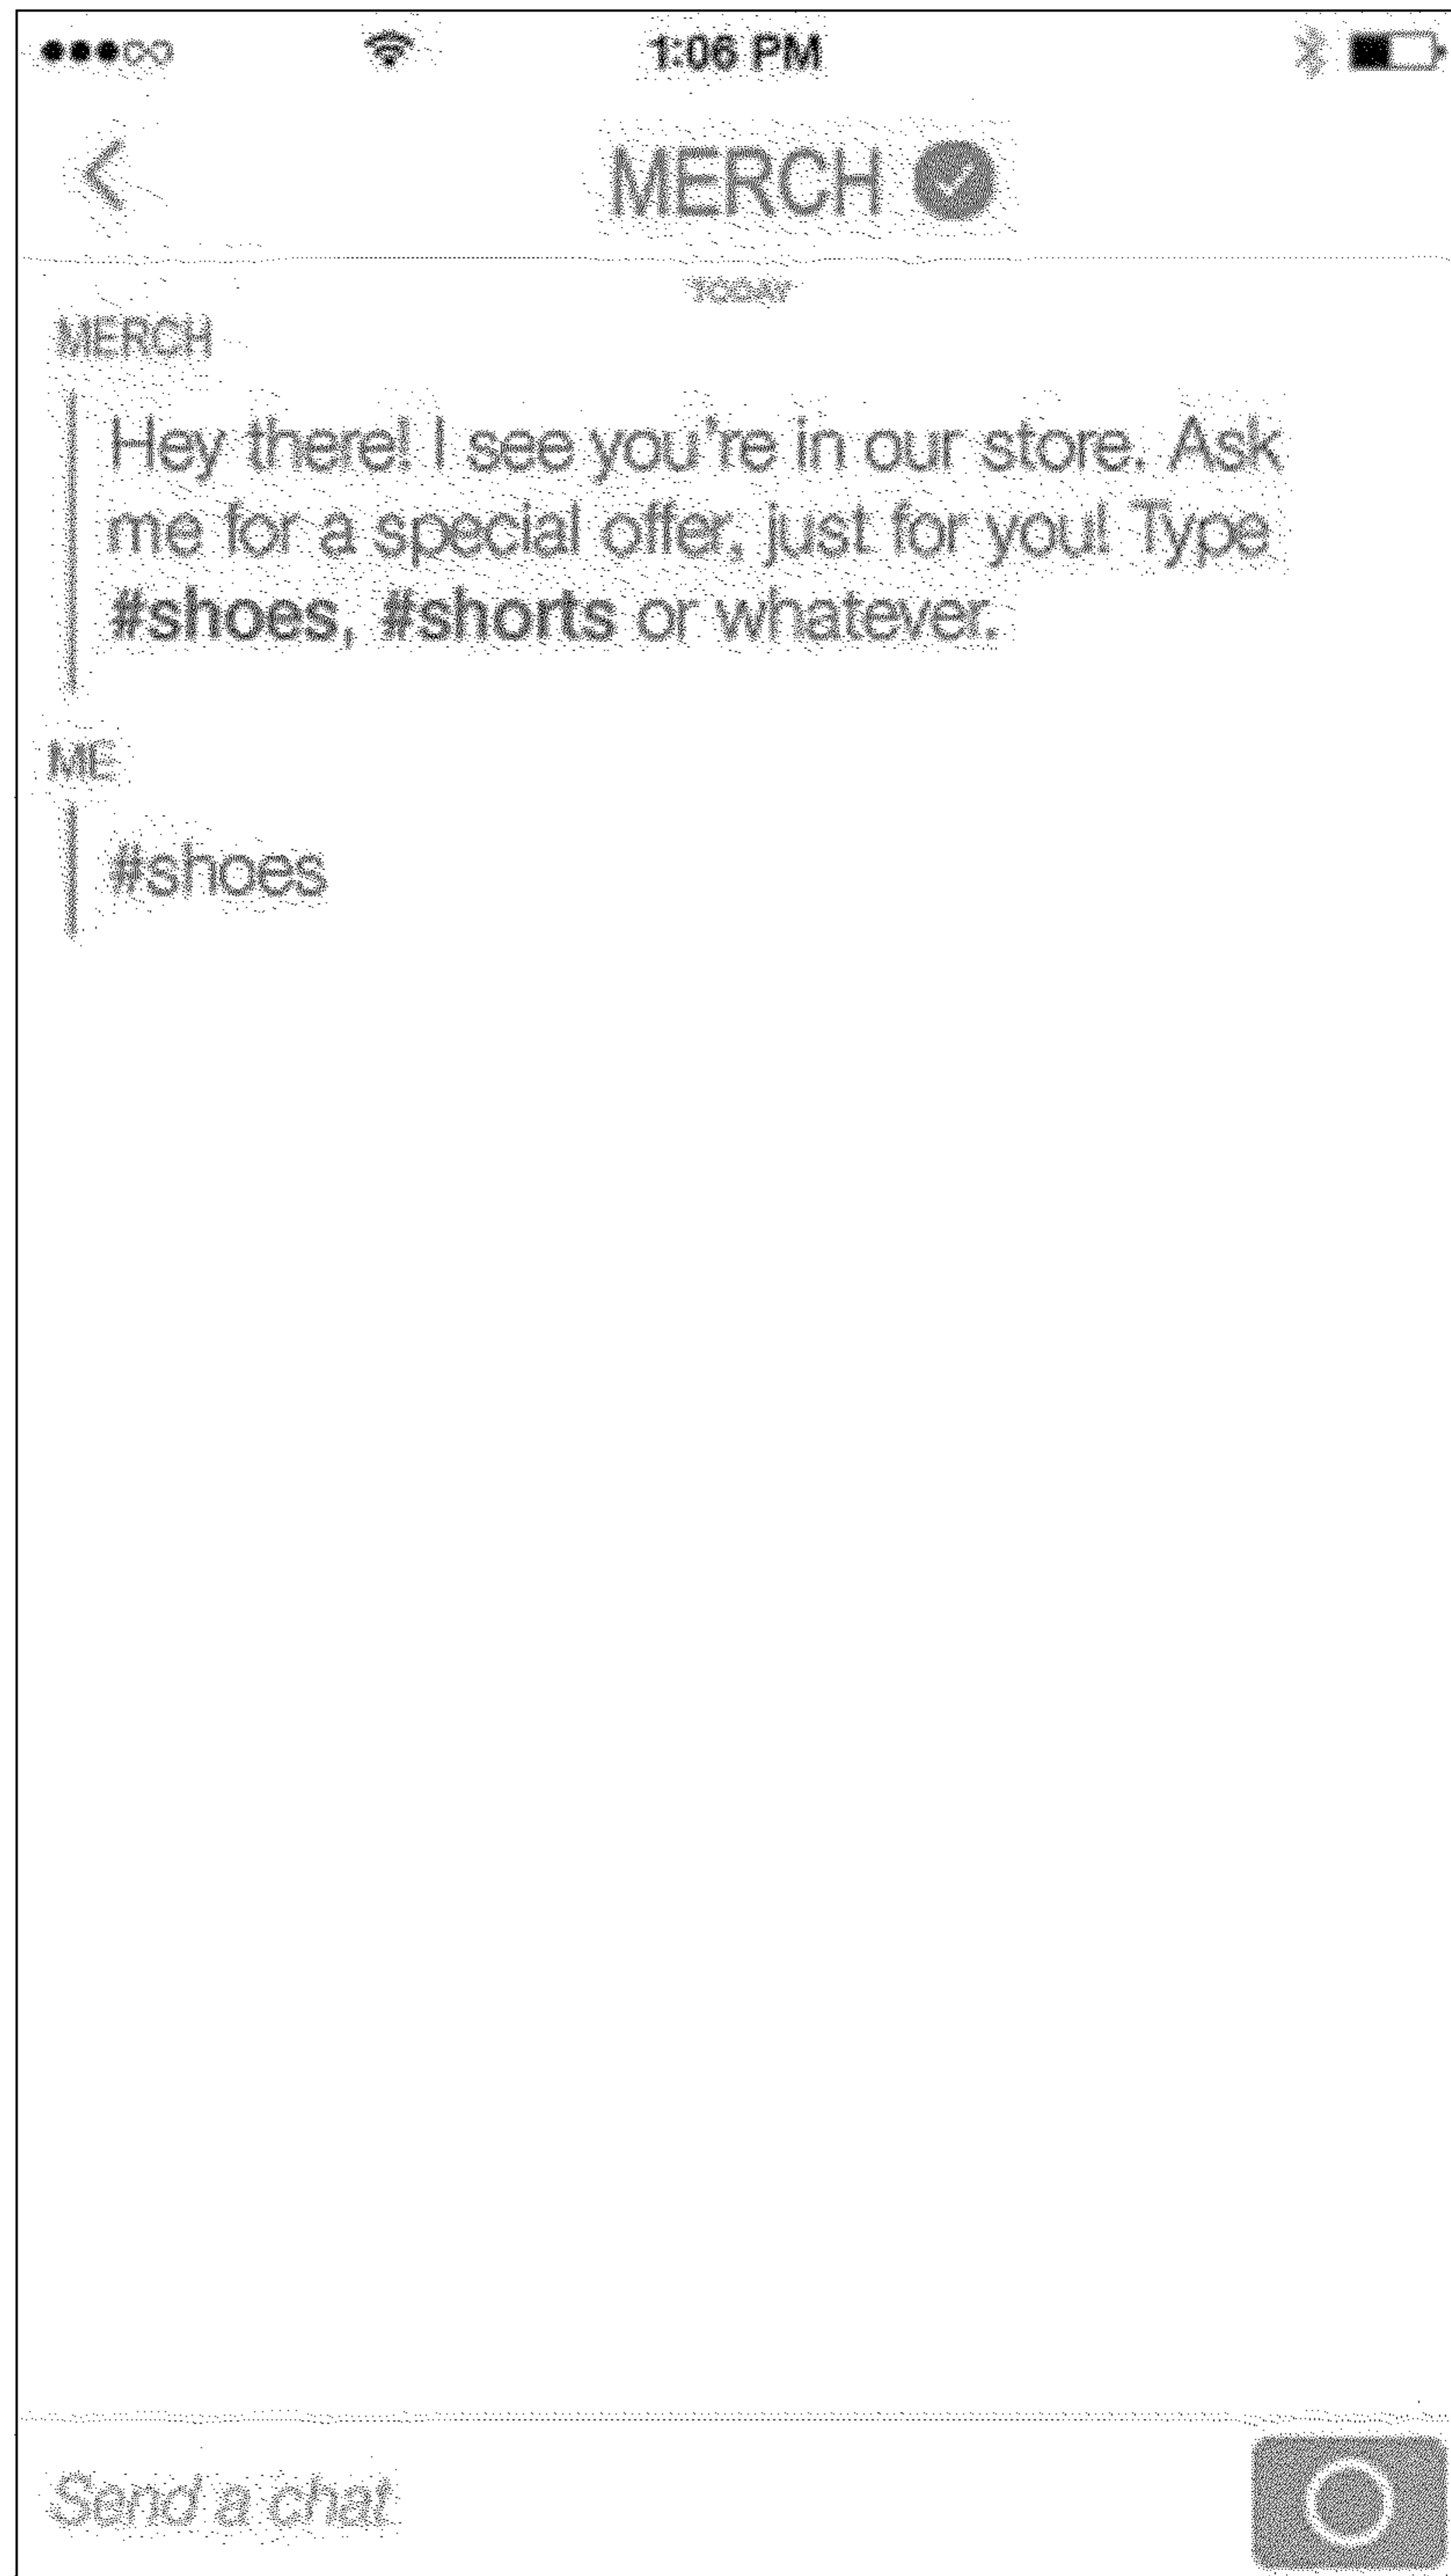 1:06 PM
MERCH
TODAY
MERCH
Hey there! I see you're in our store. Ask
me for a special offer, just for you! Type
#shoes, #shorts or whatever.
ME
#shoes
Send a chat